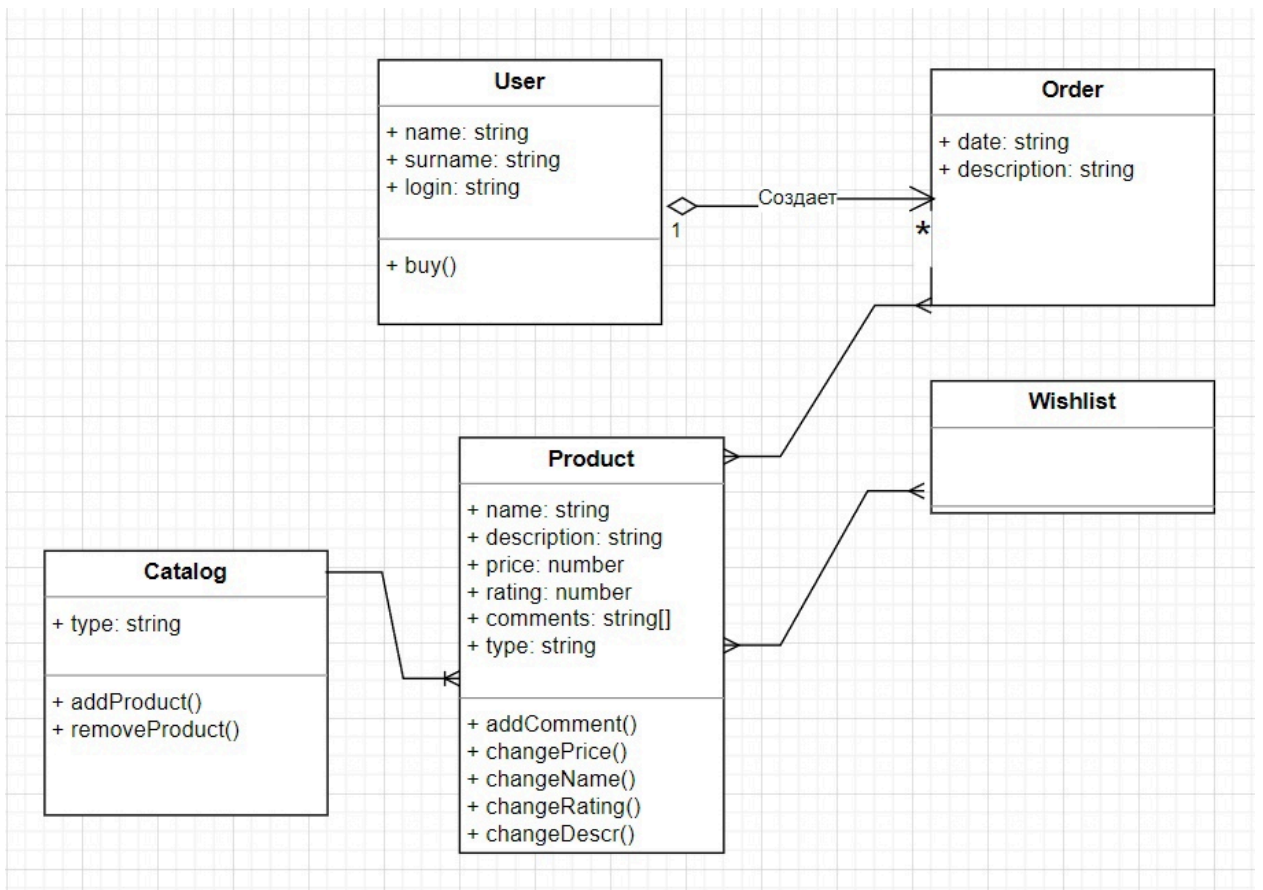 User
+ name: string
+ surname: string
+ login: string
+ buy()
Создает
1
*
Order
+ date: string
+ description: string
Wishlist
Product
+ name: string
+ description: string
+ price: number
+ rating: number
+ comments: string[]
+ type: string
+ addComment()
+ changePrice()
+ changeName()
+ changeRating()
+ changeDescr()
Catalog
+ type: string
+ addProduct()
+ removeProduct()